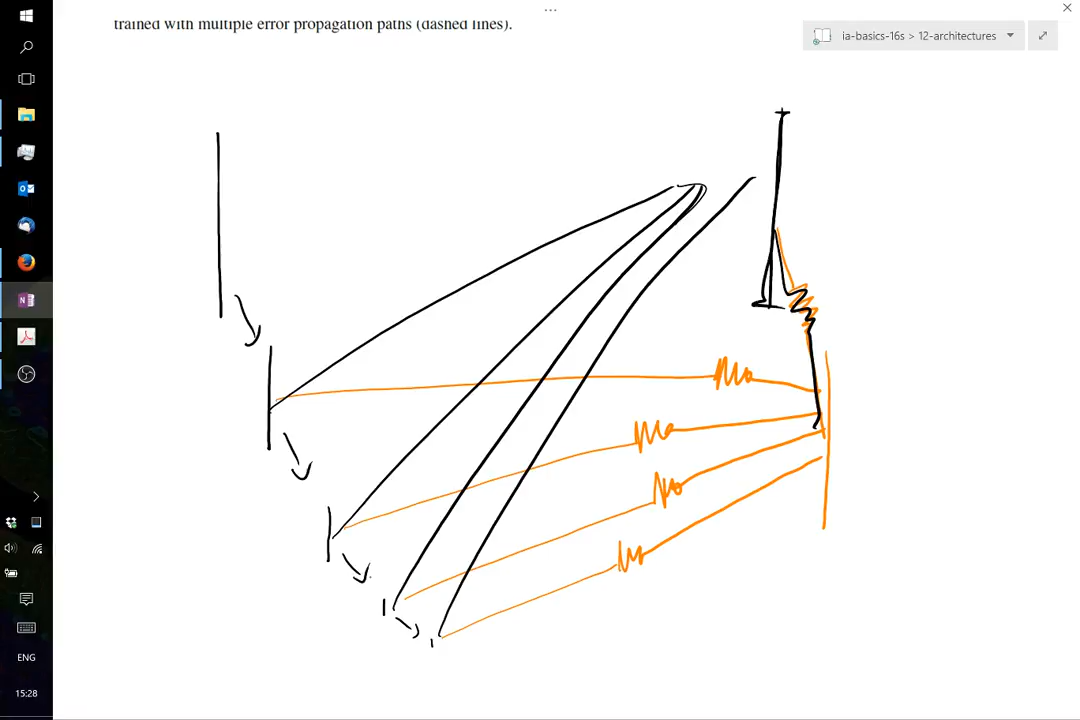 trained with multiple error propagation paths (dashed lines).
ia-basics-16s > 12-architectures
ENG
15:28